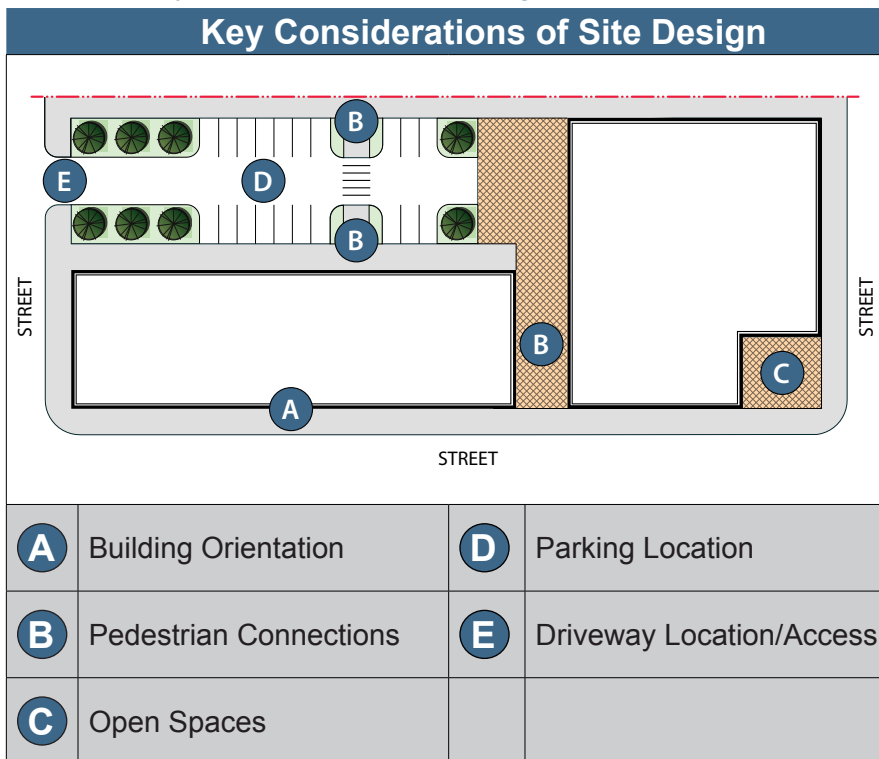 Key Considerations of Site Design
B
E
D
B
STREET
STREET
B
C
A
STREET
A Building Orientation
D Parking Location
B Pedestrian Connections
E Driveway Location/Access
C Open Spaces